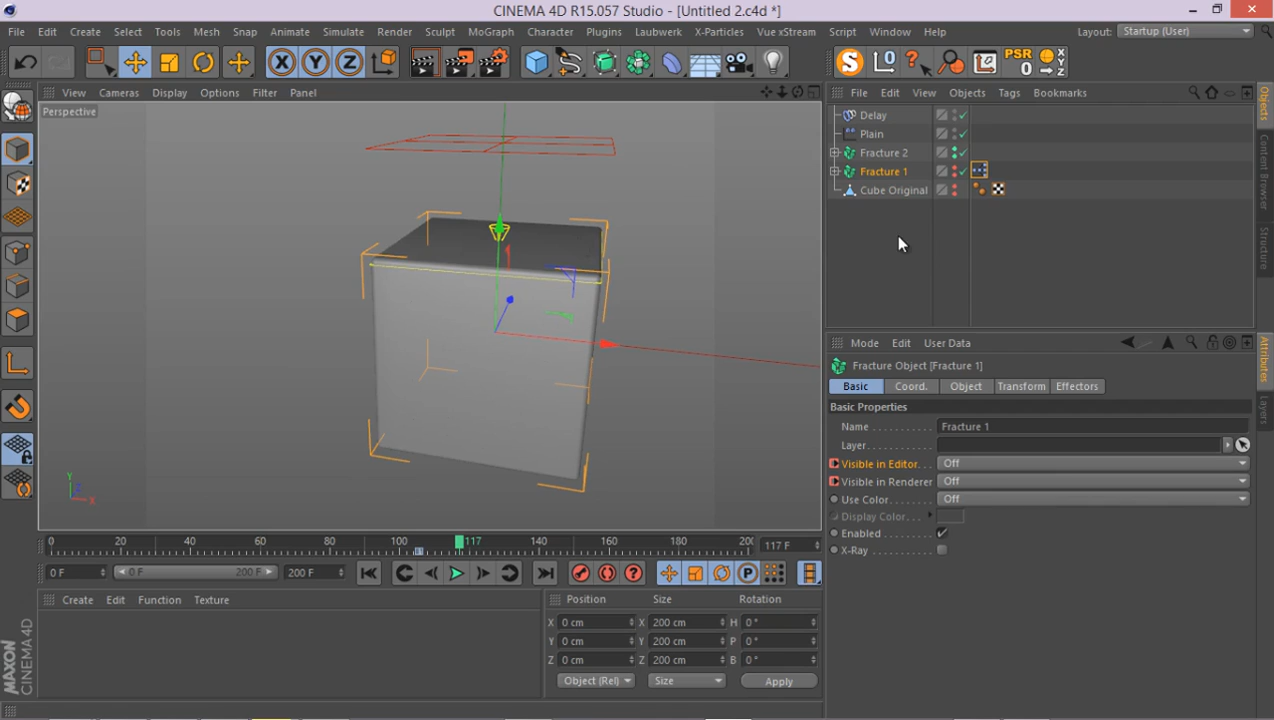 CINEMA 4D R15.057 Studio - [Untitled 2.c4d *]
File Edit Create Select Tools Mesh Snap Animate Simulate Render Sculpt MoGraph Character Plugins Laubwerk X-Particles Vue xStream Script Window Help Layout: Startup (User)
X Y Z
PSR
0
View Cameras Display Options Filter Panel
File Edit View Objects Tags Bookmarks
Perspective
Delay
Plain
Fracture 2
Fracture 1
Cube Original
Objects
Content Browser
Structure
Mode Edit User Data
Fracture Object [Fracture 1]
Basic Coord. Object Transform Effectors
Basic Properties
Name Fracture 1
Layer
Visible in Editor. Off
Visible in Renderer Off
Use Color Off
Display Color
Enabled
X-Ray
Attributes
Layers
Y
Z
X
0 20 40 60 80 100 117 140 160 180 200 117 F
0 F 0 F 200 F 200 F
P
Create Edit Function Texture
Position Size Rotation
X 0 cm X 200 cm H 0 °
Y 0 cm Y 200 cm P 0 °
Z 0 cm Z 200 cm B 0 °
Object (Rel) Size Apply
MAXON
CINEMA 4D